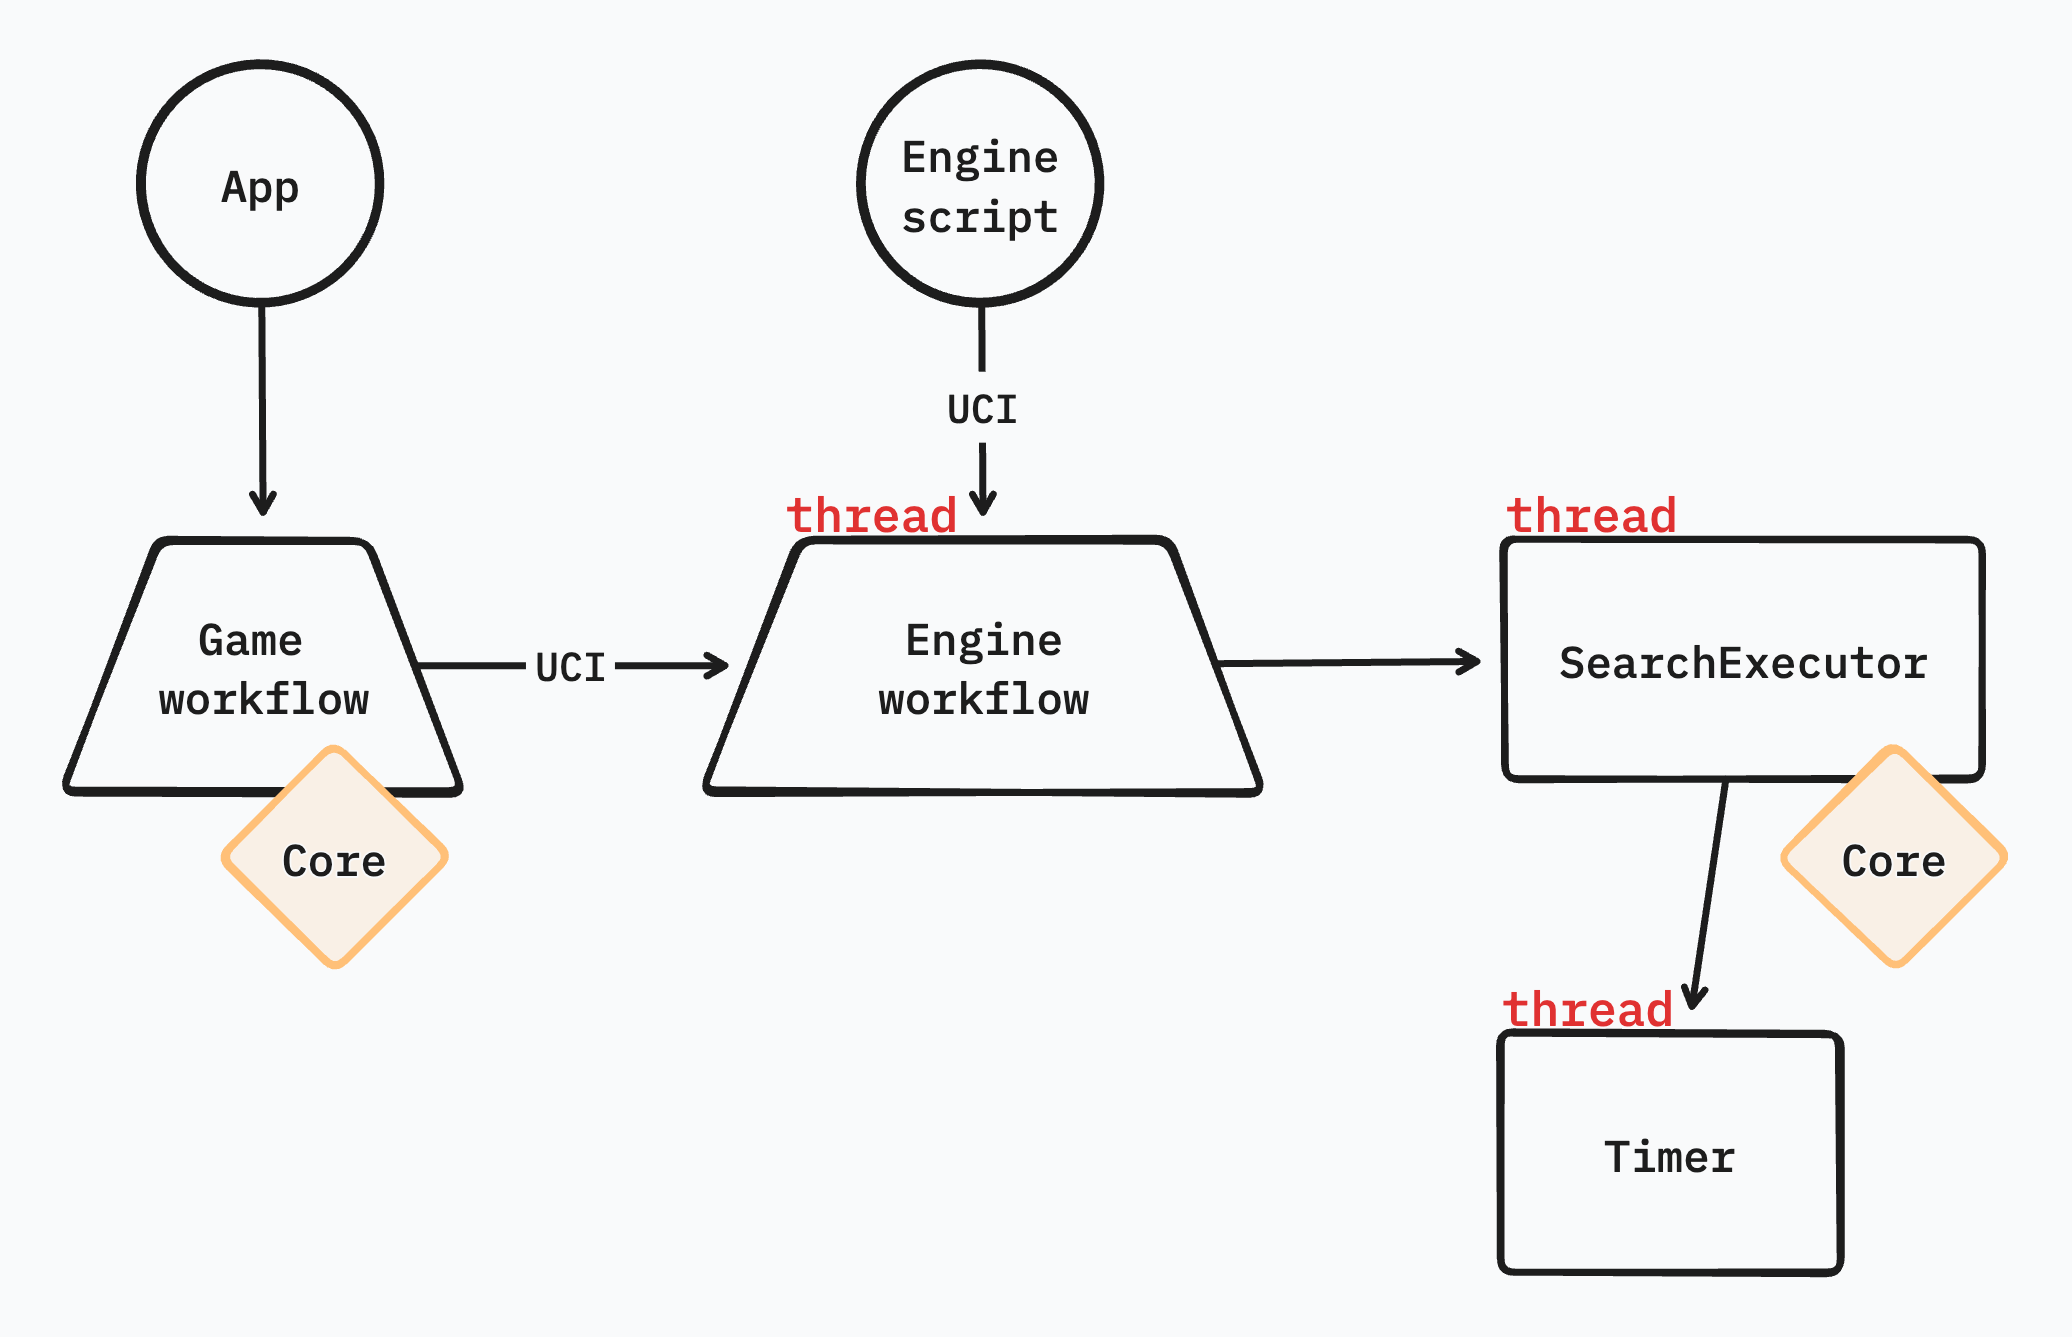 App
Engine
script
UCI
thread
thread
Game
workflow
UCI
Engine
workflow
SearchExecutor
Core
Core
thread
Timer